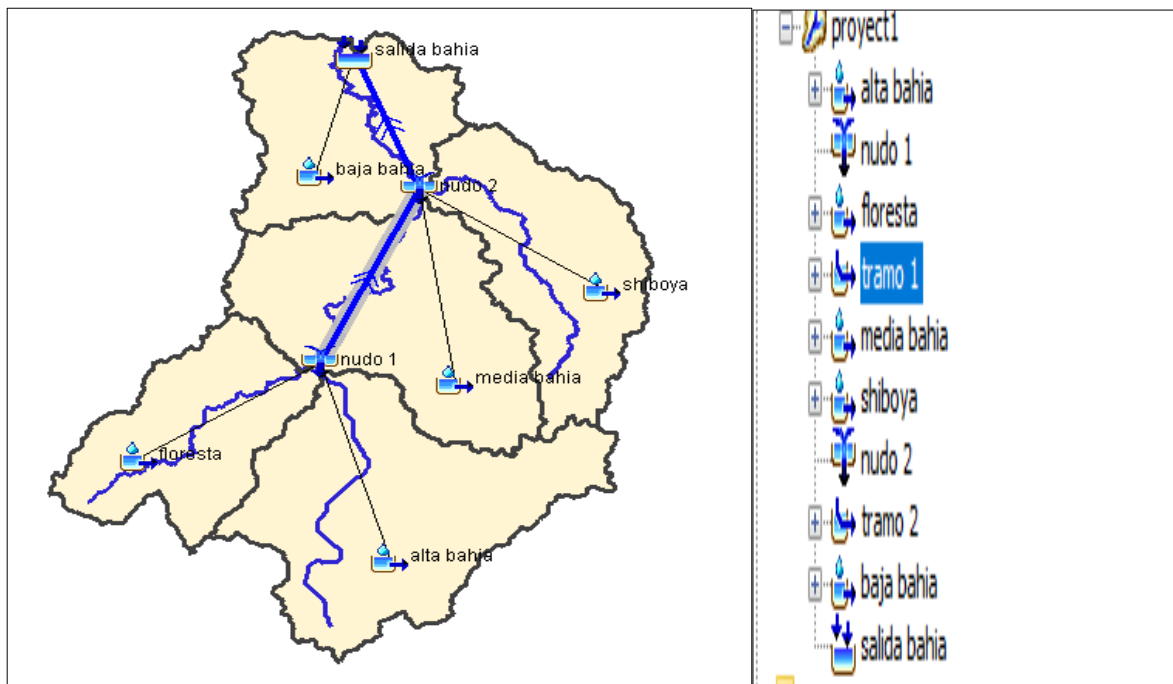 salida bahia
baja bahia
nudo 2
shiboya
nudo 1
media bahia
floresta
alta bahia
proyect1
alta bahia
nudo 1
floresta
tramo 1
media bahia
shiboya
nudo 2
tramo 2
baja bahia
salida bahia